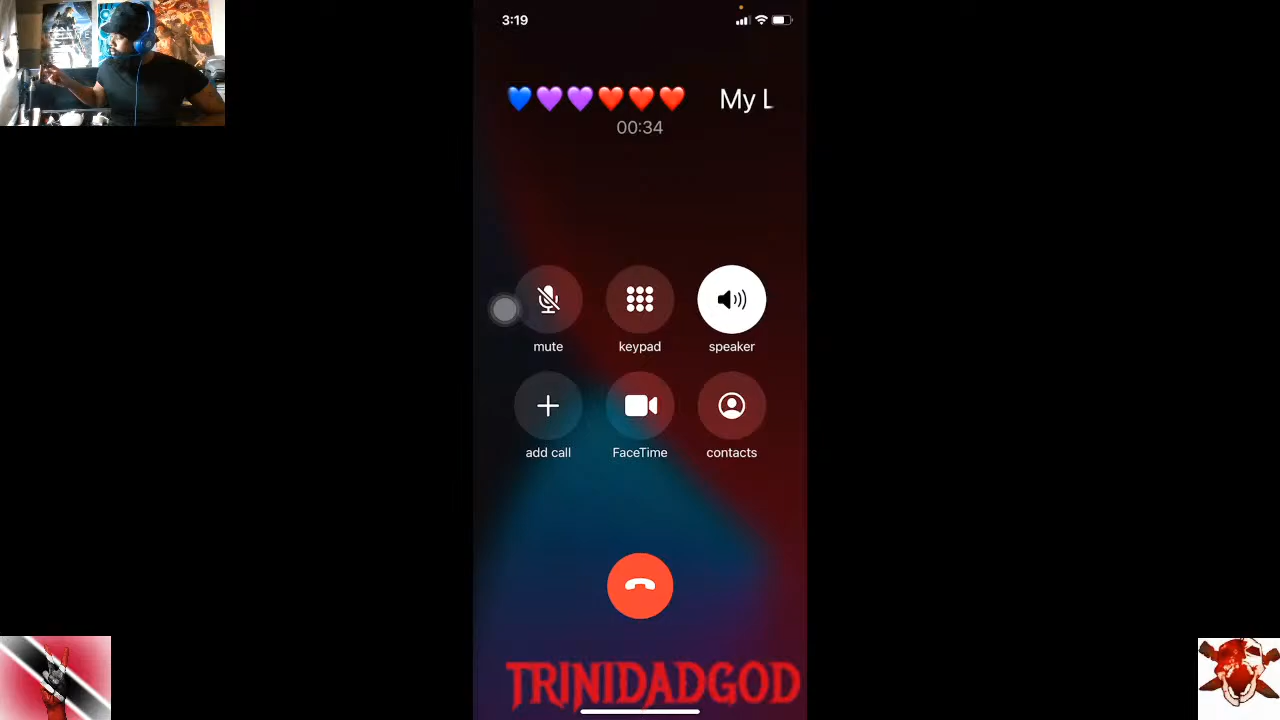 3:19
💙💜💜❤️❤️❤️ My L
00:34
mute keypad speaker
add call FaceTime contacts
TRINIDADGOD